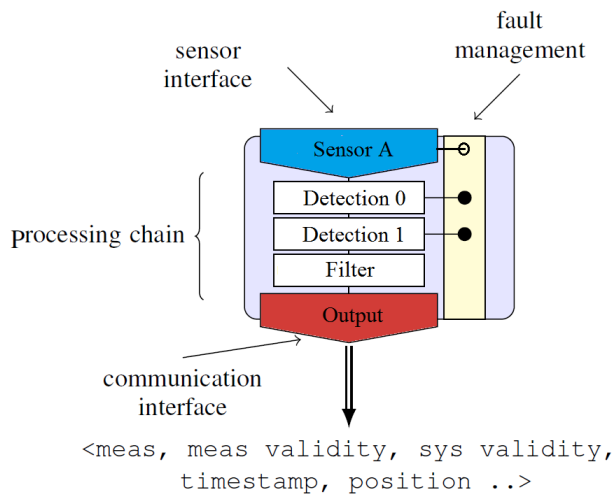 sensor
interface
fault
management
Sensor A
Detection 0
Detection 1
Filter
Output
processing chain
communication
interface
<meas, meas validity, sys validity,
timestamp, position ..>